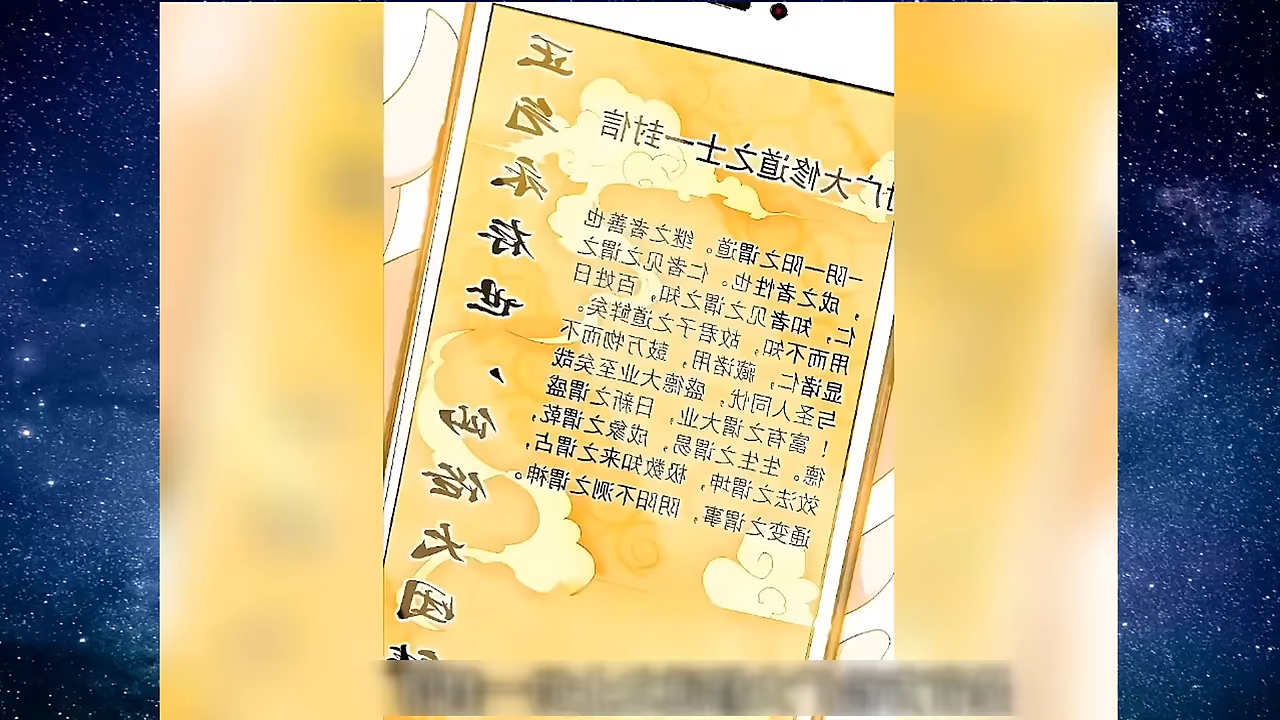 广大修道之士一封信
一阴一阳之谓道。继之者善也
，成之者性也。仁者见之谓之
仁，知者见之谓之知，百姓日
用而不知，故君子之道鲜矣。
显诸仁，藏诸用，鼓万物而不
与圣人同忧，盛德大业至矣哉
！富有之谓大业，日新之谓盛
德。生生之谓易，成象之谓乾，
效法之谓坤，极数知来之谓占，
通变之谓事，阴阳不测之谓神。